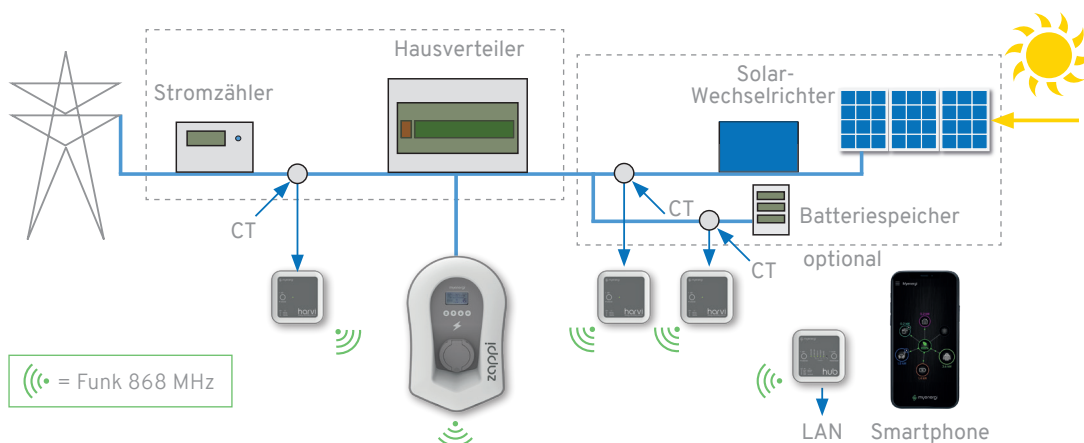 Hausverteiler
Stromzähler
Solar-
Wechselrichter
CT
CT
Batteriespeicher
CT
optional
harvi
zappi
harvi
harvi
hub
myenergi
= Funk 868 MHz
LAN
Smartphone